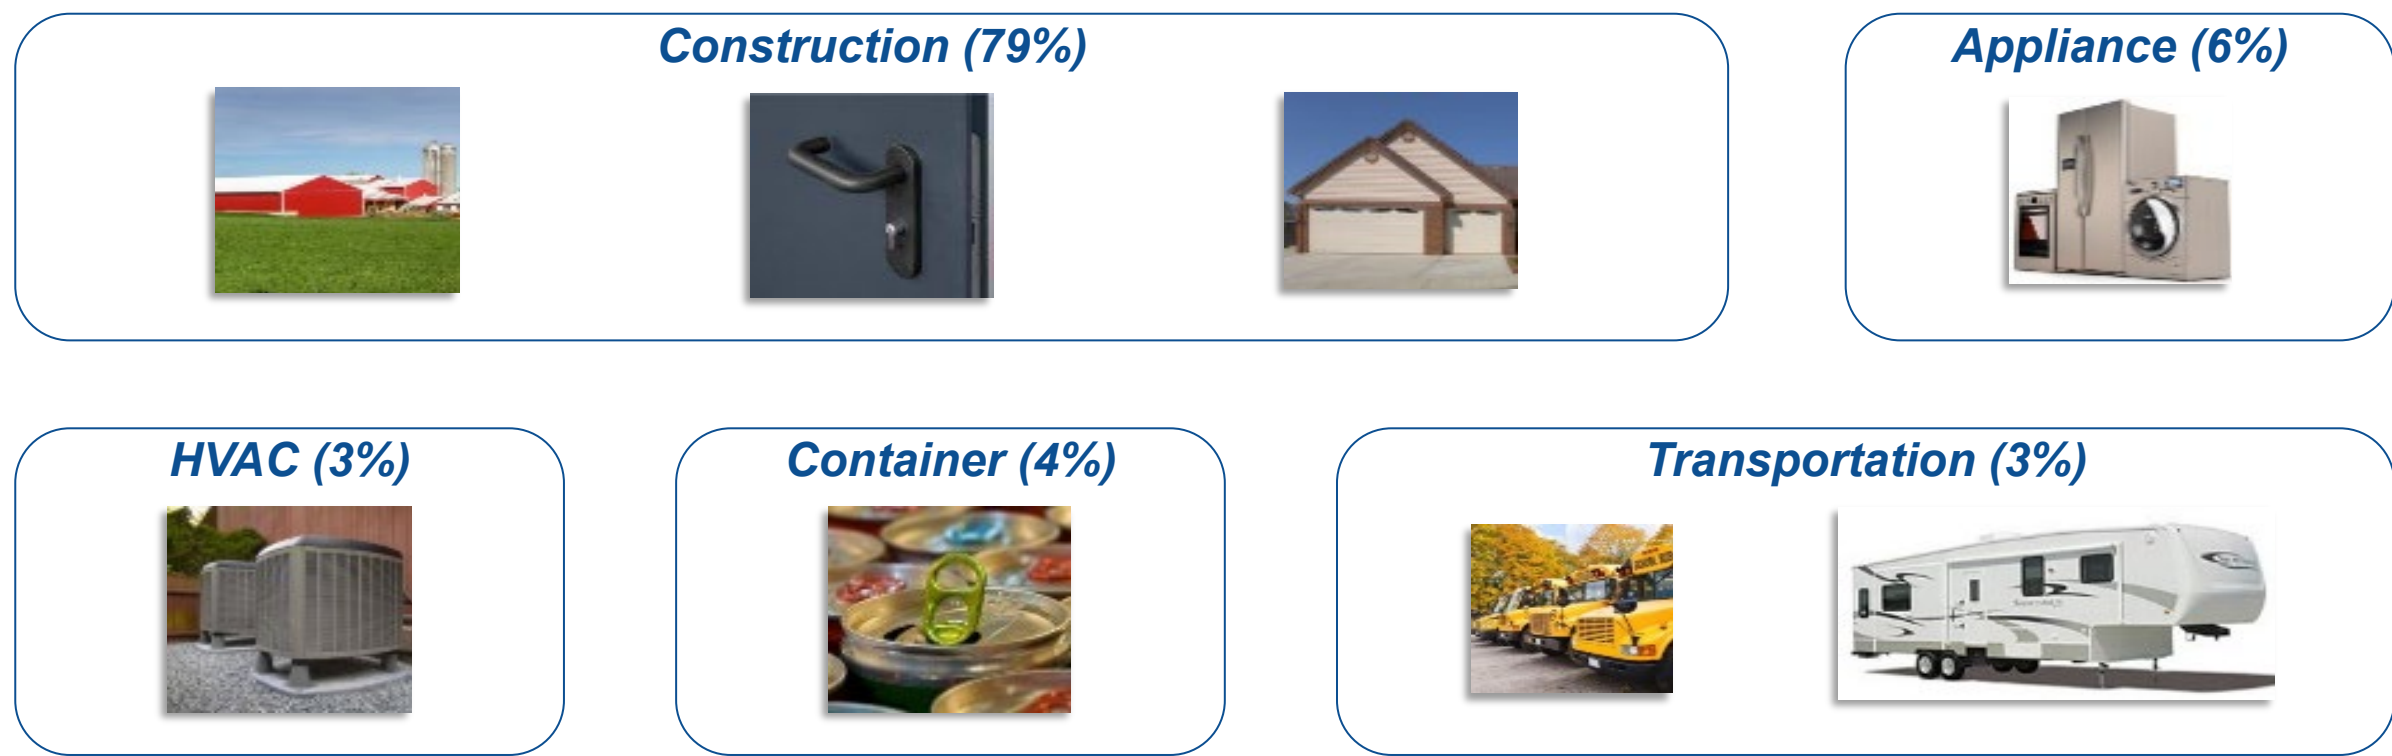 Construction (79%)
Appliance (6%)
HVAC (3%)
Container (4%)
Transportation (3%)